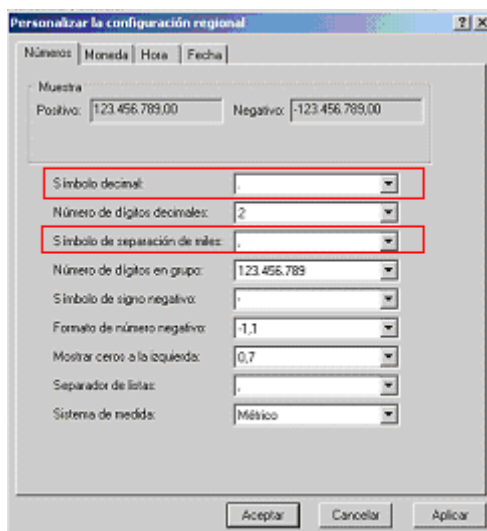 Personalizar la configuración regional
Números Moneda Hora Fecha
Muestra
Positivo: 123.456.789,00 Negativo: -123.456.789,00
Símbolo decimal: .
Número de dígitos decimales: 2
Símbolo de separación de miles: ,
Número de dígitos en grupo: 123.456.789
Símbolo de signo negativo: -
Formato de número negativo: -1,1
Mostrar ceros a la izquierda: 0,7
Separador de listas: ,
Sistema de medida: Métrico
Aceptar Cancelar Aplicar